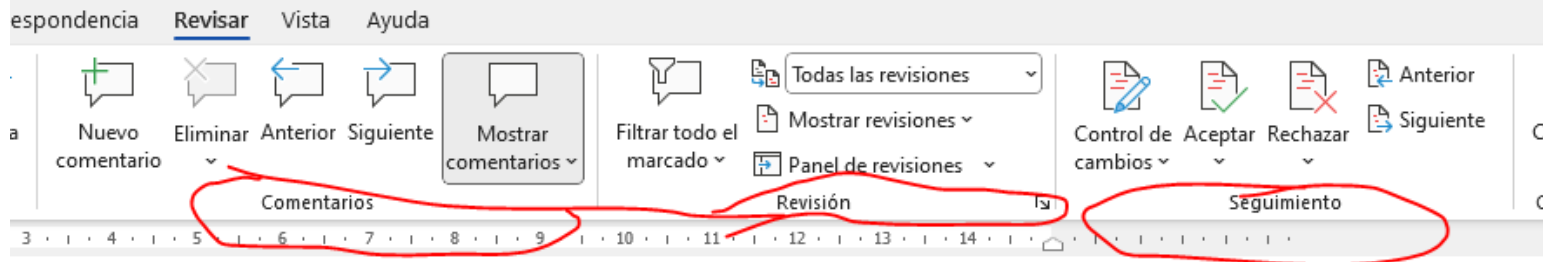 espondencia Revisar Vista Ayuda
a
Nuevo comentario
Eliminar
Anterior
Siguiente
Mostrar comentarios
Filtrar todo el marcado
Todas las revisiones
Mostrar revisiones
Panel de revisiones
Control de cambios
Aceptar
Rechazar
Anterior
Siguiente
C
Comentarios
Revisión
Seguimiento
C
3 4 5 6 7 8 9 10 11 12 13 14